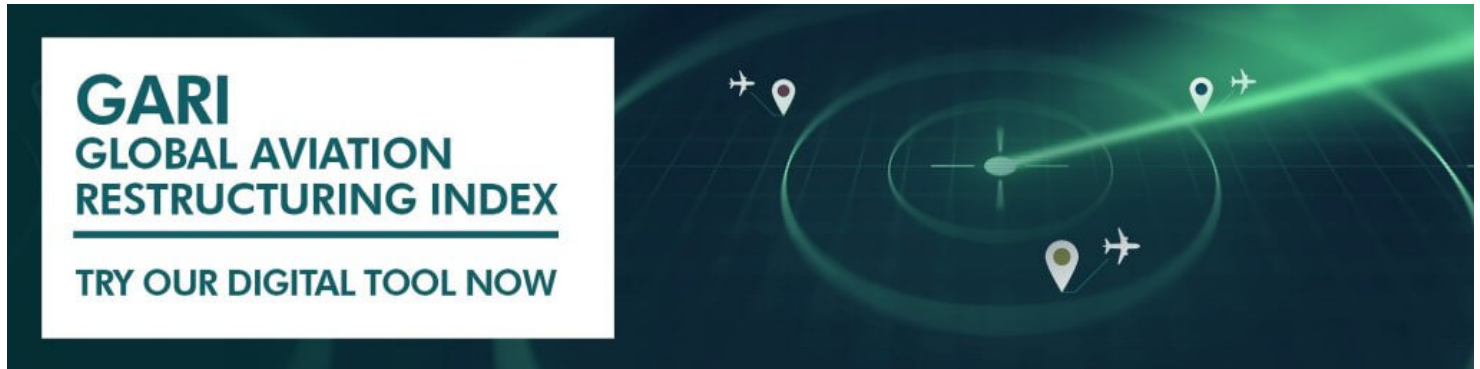 GARI
GLOBAL AVIATION
RESTRUCTURING INDEX
TRY OUR DIGITAL TOOL NOW